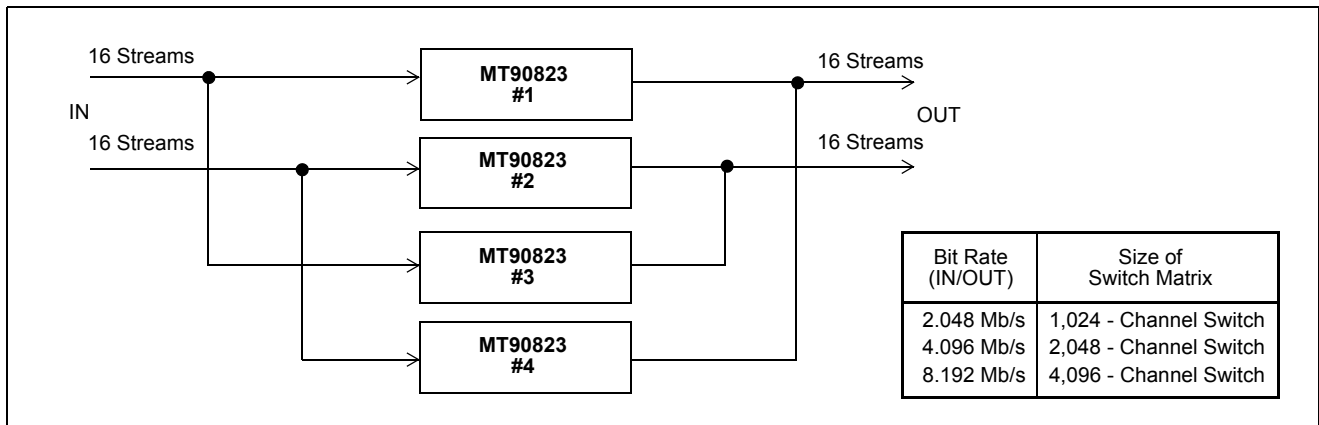 16 Streams
MT90823
#1
16 Streams
IN
OUT
16 Streams
MT90823
#2
16 Streams
MT90823
#3
MT90823
#4
Bit Rate
(IN/OUT)
Size of
Switch Matrix
2.048 Mb/s
1,024 - Channel Switch
4.096 Mb/s
2,048 - Channel Switch
8.192 Mb/s
4,096 - Channel Switch